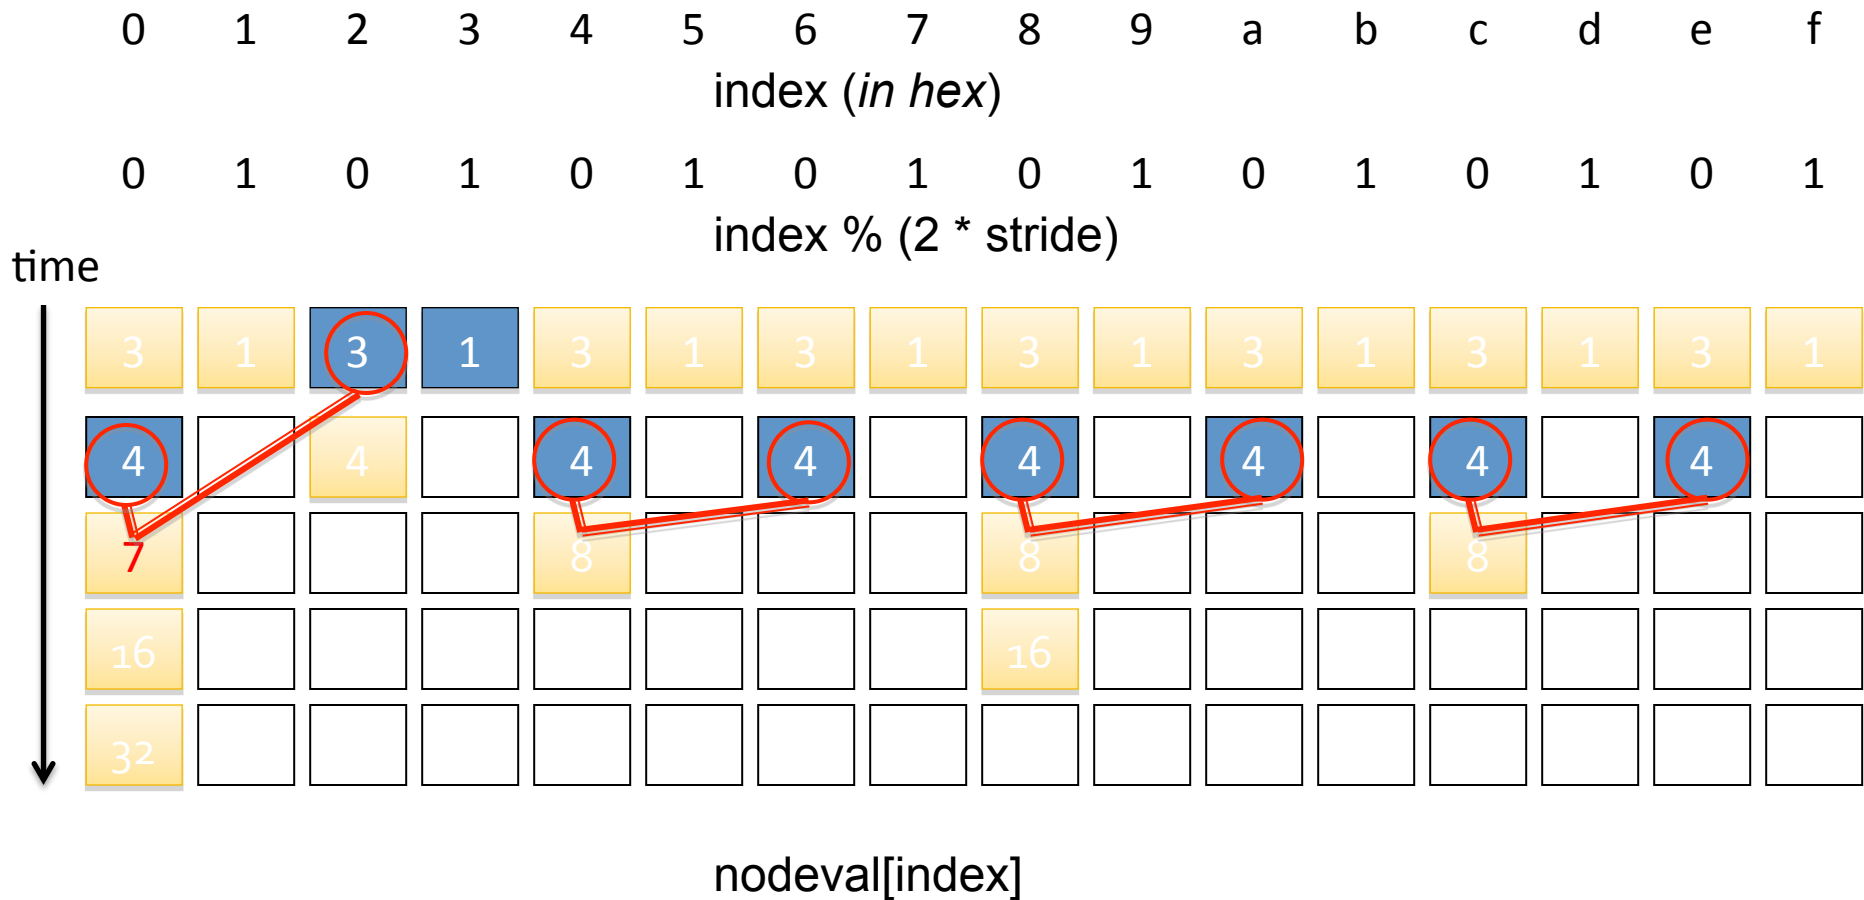 0 1 2 3 4 5 6 7 8 9 a b c d e f
index (in hex)
0 1 0 1 0 1 0 1 0 1 0 1 0 1 0 1
index % (2 * stride)
time
3 1 3 1 3 1 3 1 3 1 3 1 3 1 3 1
4 4 4 4 4 4 4 4
7 8 8 8
16 16
32
nodeval[index]